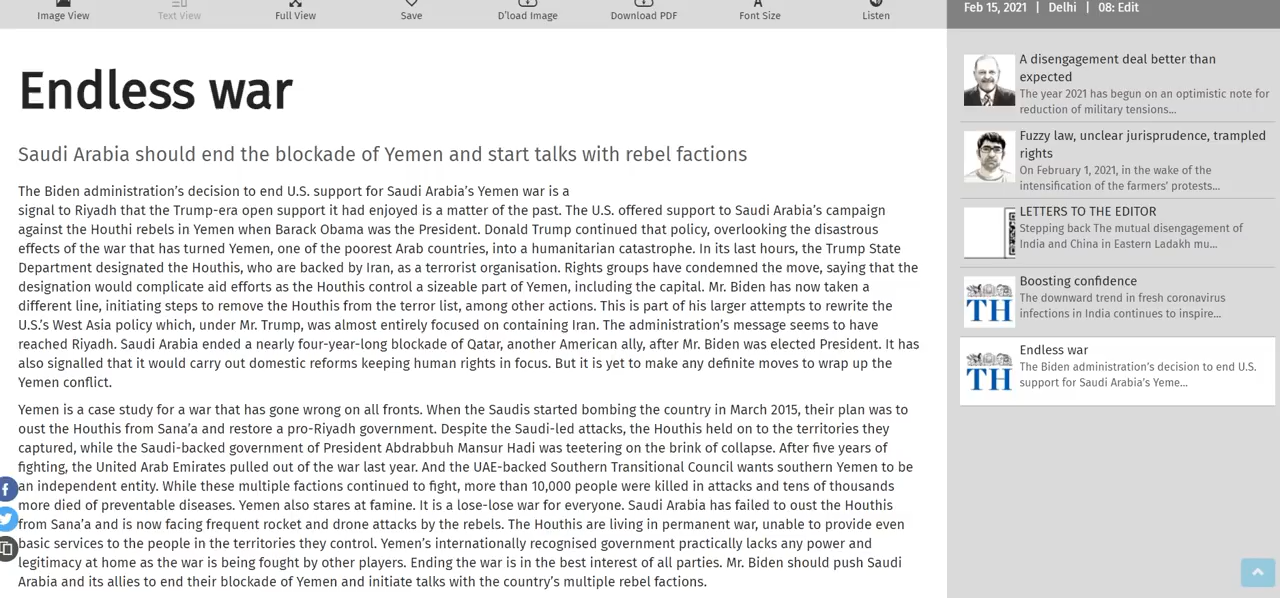 Image View
Text View
Full View
Save
D'load Image
Download PDF
Font Size
Listen
Feb 15, 2021 | Delhi | 08: Edit
Endless war
Saudi Arabia should end the blockade of Yemen and start talks with rebel factions
The Biden administration's decision to end U.S. support for Saudi Arabia's Yemen war is a
signal to Riyadh that the Trump-era open support it had enjoyed is a matter of the past. The U.S. offered support to Saudi Arabia's campaign
against the Houthi rebels in Yemen when Barack Obama was the President. Donald Trump continued that policy, overlooking the disastrous
effects of the war that has turned Yemen, one of the poorest Arab countries, into a humanitarian catastrophe. In its last hours, the Trump State
Department designated the Houthis, who are backed by Iran, as a terrorist organisation. Rights groups have condemned the move, saying that the
designation would complicate aid efforts as the Houthis control a sizeable part of Yemen, including the capital. Mr. Biden has now taken a
different line, initiating steps to remove Houthis from the terror list, among other actions. This is part of his larger attempts to rewrite the
U.S.'s West Asia policy which, under Mr. Trump, was almost entirely focused on containing Iran. The administration's message seems to have
reached Riyadh. Saudi Arabia ended a nearly four-year-long blockade of Qatar, another American ally, after Mr. Biden was elected President. It has
also signalled that it would carry out domestic reforms keeping human rights in focus. But it is yet to make any definite moves to wrap up the
Yemen conflict.
Yemen is a case study for a war that has gone wrong on all fronts. When the Saudis started bombing the country in March 2015, their plan was to
oust the Houthis from Sana'a and restore a pro-Riyadh government. Despite the Saudi-led attacks, the Houthis held on to the territories they
captured, while the Saudi-backed government of President Abdrabbuh Mansur Hadi was teetering on the brink of collapse. After five years of
fighting, the United Arab Emirates pulled out of the war last year. And the UAE-backed Southern Transitional Council wants southern Yemen to be
an independent entity. While these multiple factions continued to fight, more than 10,000 people were killed in attacks and tens of thousands
more died of preventable diseases. Yemen also stares at famine. It is a lose-lose war for everyone. Saudi Arabia has failed to oust the Houthis
from Sana'a and is now facing frequent rocket and drone attacks by the rebels. The Houthis are living in permanent war, unable to provide even
basic services to the people in the territories they control. Yemen's internationally recognised government practically lacks any power and
legitimacy at home as the war is being fought by other players. Ending the war is in the best interest of all parties. Mr. Biden should push Saudi
Arabia and its allies to end their blockade of Yemen and initiate talks with the country's multiple rebel factions.
A disengagement deal better than
expected
The year 2021 has begun on an optimistic note for
reduction of military tensions...
Fuzzy law, unclear jurisprudence, trampled
rights
On February 1, 2021, in the wake of the
intensification of the farmers' protests...
LETTERS TO THE EDITOR
Stepping back The mutual disengagement of
India and China in Eastern Ladakh mu...
TH
Boosting confidence
The downward trend in fresh coronavirus
infections in India continues to inspire...
TH
Endless war
The Biden administration's decision to end U.S.
support for Saudi Arabia's Yeme...